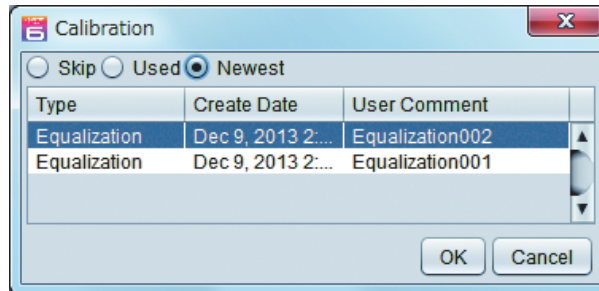 Calibration
Skip Used Newest
Type Create Date User Comment
Equalization Dec 9, 2013 2:... Equalization002
Equalization Dec 9, 2013 2:... Equalization001
OK Cancel